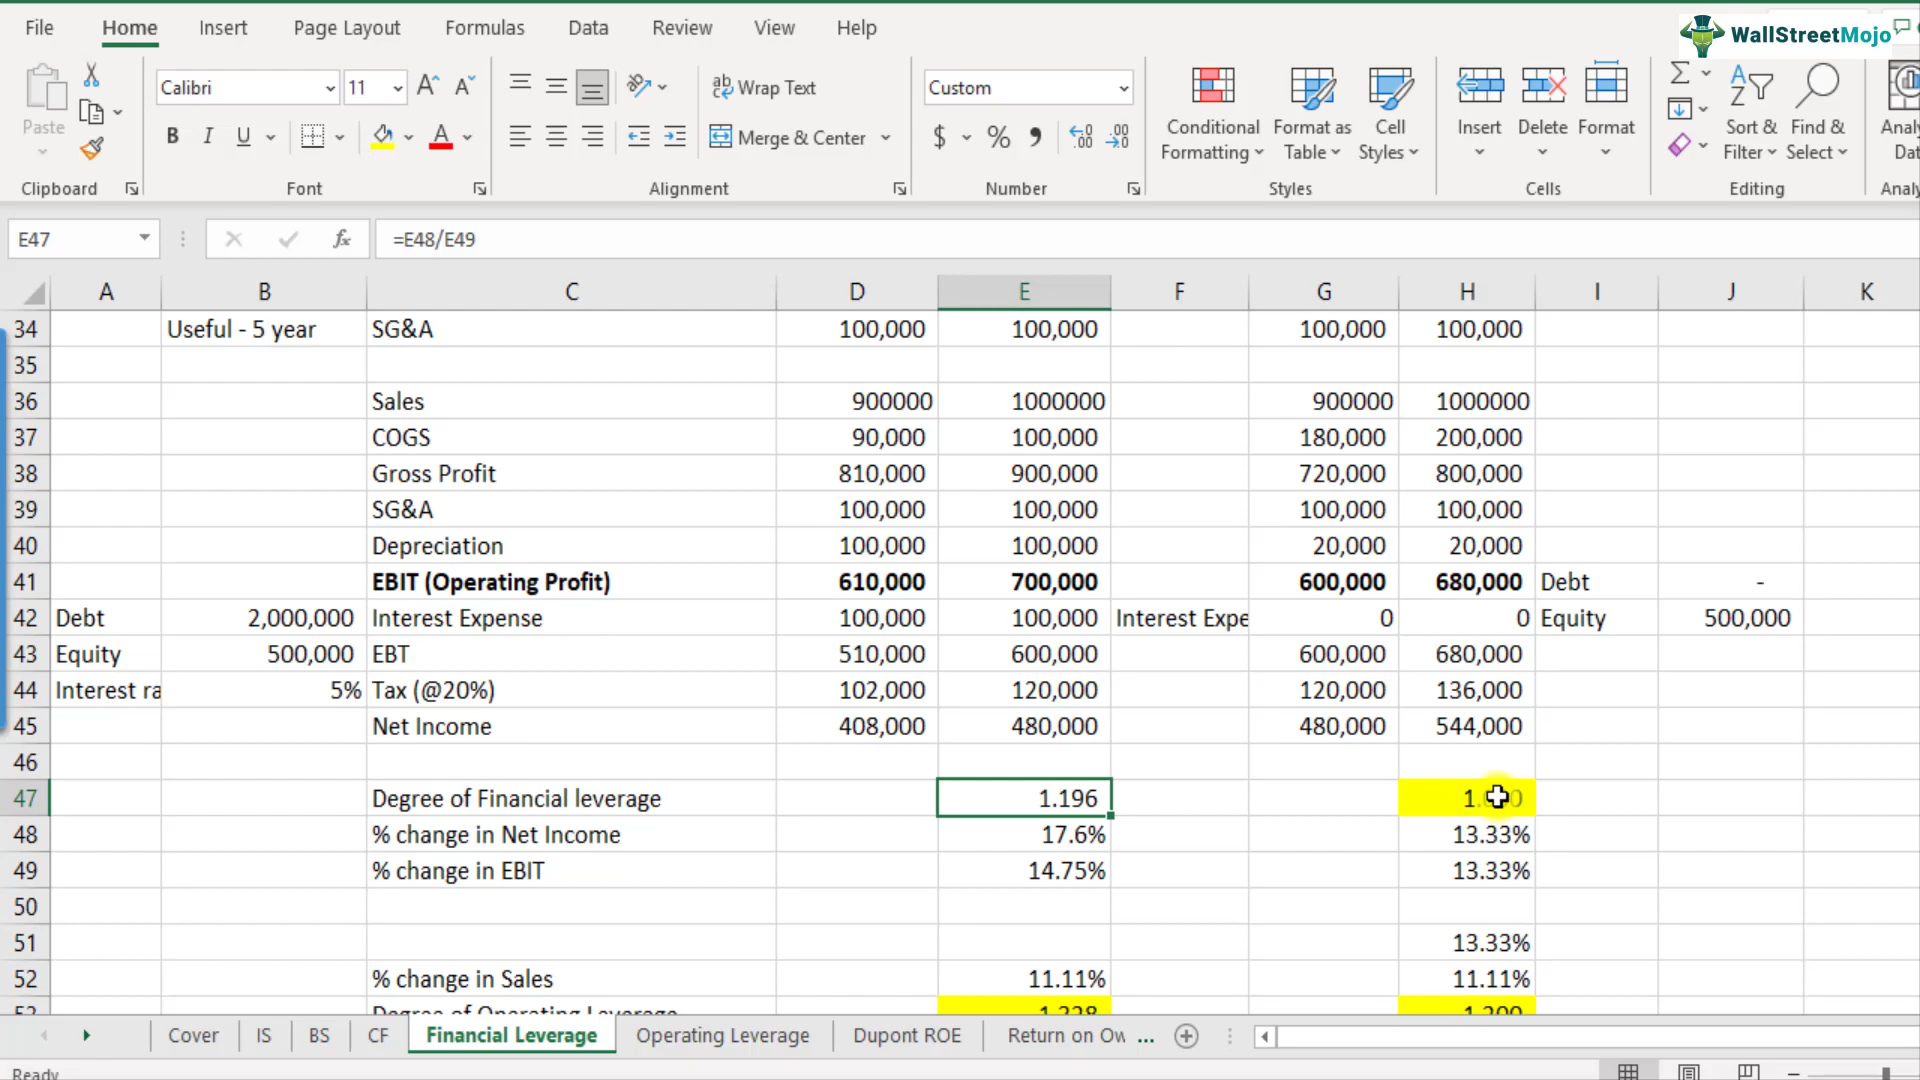 File Home Insert Page Layout Formulas Data Review View Help
WallStreetMojo
Calibri 11 Wrap Text Custom
Paste Merge & Center $ % Conditional Formatting Format as Table Cell Styles Insert Delete Format Sort & Filter Find & Select
Clipboard Font Alignment Number Styles Cells Editing
E47 fx =E48/E49
A B C D E F G H I J K
34 Useful - 5 year SG&A 100,000 100,000 100,000 100,000
35
36 Sales 900000 1000000 900000 1000000
37 COGS 90,000 100,000 180,000 200,000
38 Gross Profit 810,000 900,000 720,000 800,000
39 SG&A 100,000 100,000 100,000 100,000
40 Depreciation 100,000 100,000 20,000 20,000
41 EBIT (Operating Profit) 610,000 700,000 600,000 680,000 Debt -
42 Debt 2,000,000 Interest Expense 100,000 100,000 Interest Expe 0 0 Equity 500,000
43 Equity 500,000 EBT 510,000 600,000 600,000 680,000
44 Interest ra 5% Tax (@20%) 102,000 120,000 120,000 136,000
45 Net Income 408,000 480,000 480,000 544,000
46
47 Degree of Financial leverage 1.196
48 % change in Net Income 17.6% 13.33%
49 % change in EBIT 14.75% 13.33%
50
51 13.33%
52 % change in Sales 11.11% 11.11%
53 Degree of Operating Leverage 1.328 1.200
Cover IS BS CF Financial Leverage Operating Leverage Dupont ROE Return on Ow ...
Ready